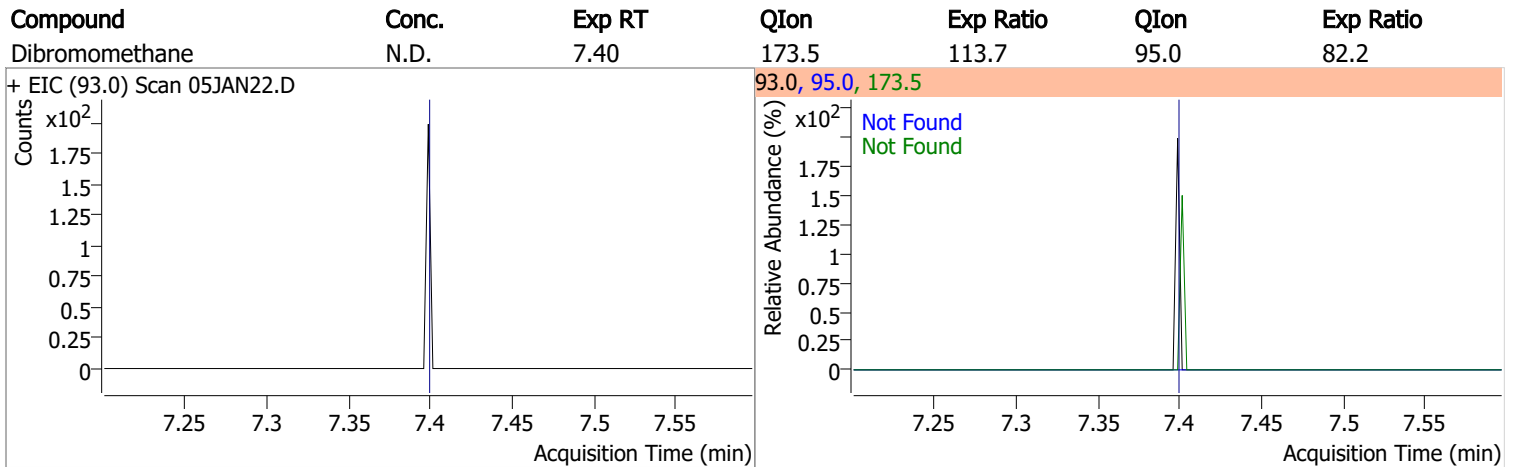 Compound Conc. Exp RT QIon Exp Ratio QIon Exp Ratio
Dibromomethane N.D. 7.40 173.5 113.7 95.0 82.2
+ EIC (93.0) Scan 05JAN22.D
Counts
x102
1.75
1.5
1.25
1
0.75
0.5
0.25
0
7.25 7.3 7.35 7.4 7.45 7.5 7.55
Acquisition Time (min)
93.0, 95.0, 173.5
Relative Abundance (%)
x102
Not Found
Not Found
1.75
1.5
1.25
1
0.75
0.5
0.25
0
7.25 7.3 7.35 7.4 7.45 7.5 7.55
Acquisition Time (min)